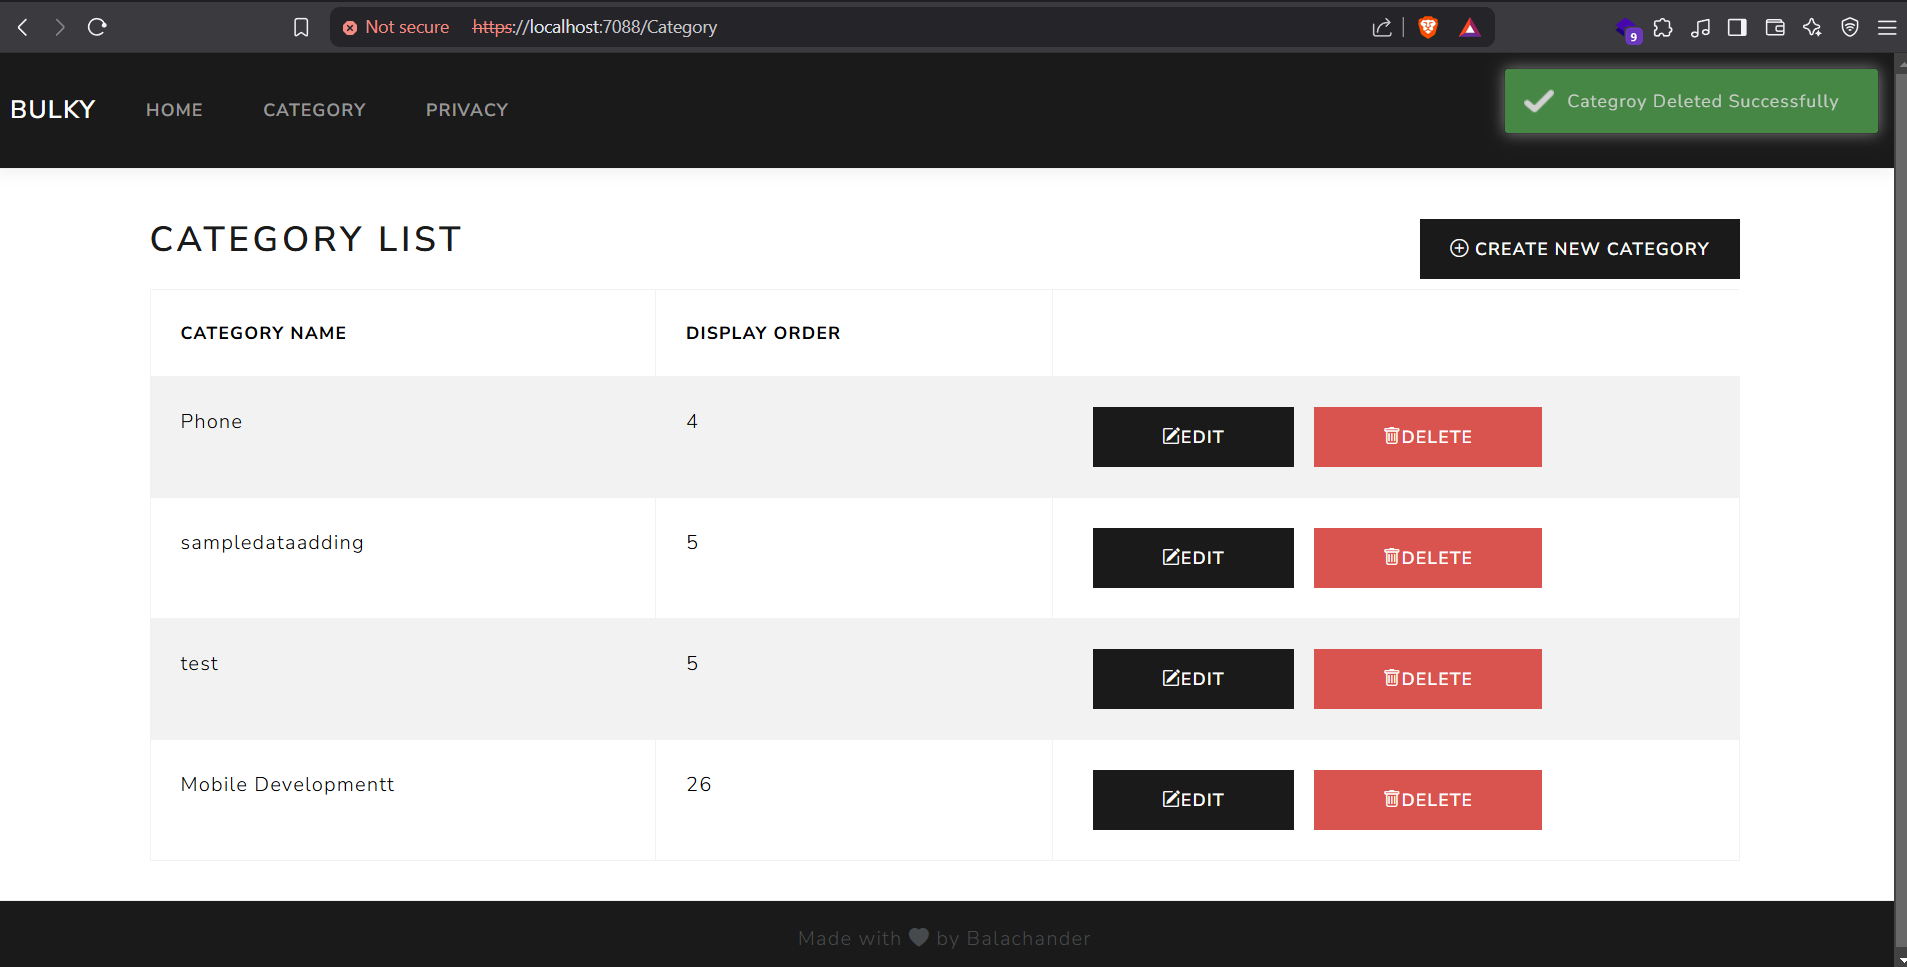 Not secure https://localhost:7088/Category
9
BULKY HOME CATEGORY PRIVACY
Categroy Deleted Successfully
CATEGORY LIST
CREATE NEW CATEGORY
CATEGORY NAME DISPLAY ORDER
Phone 4 EDIT DELETE
sampledataadding 5 EDIT DELETE
test 5 EDIT DELETE
Mobile Developmentt 26 EDIT DELETE
Made with ♥ by Balachander